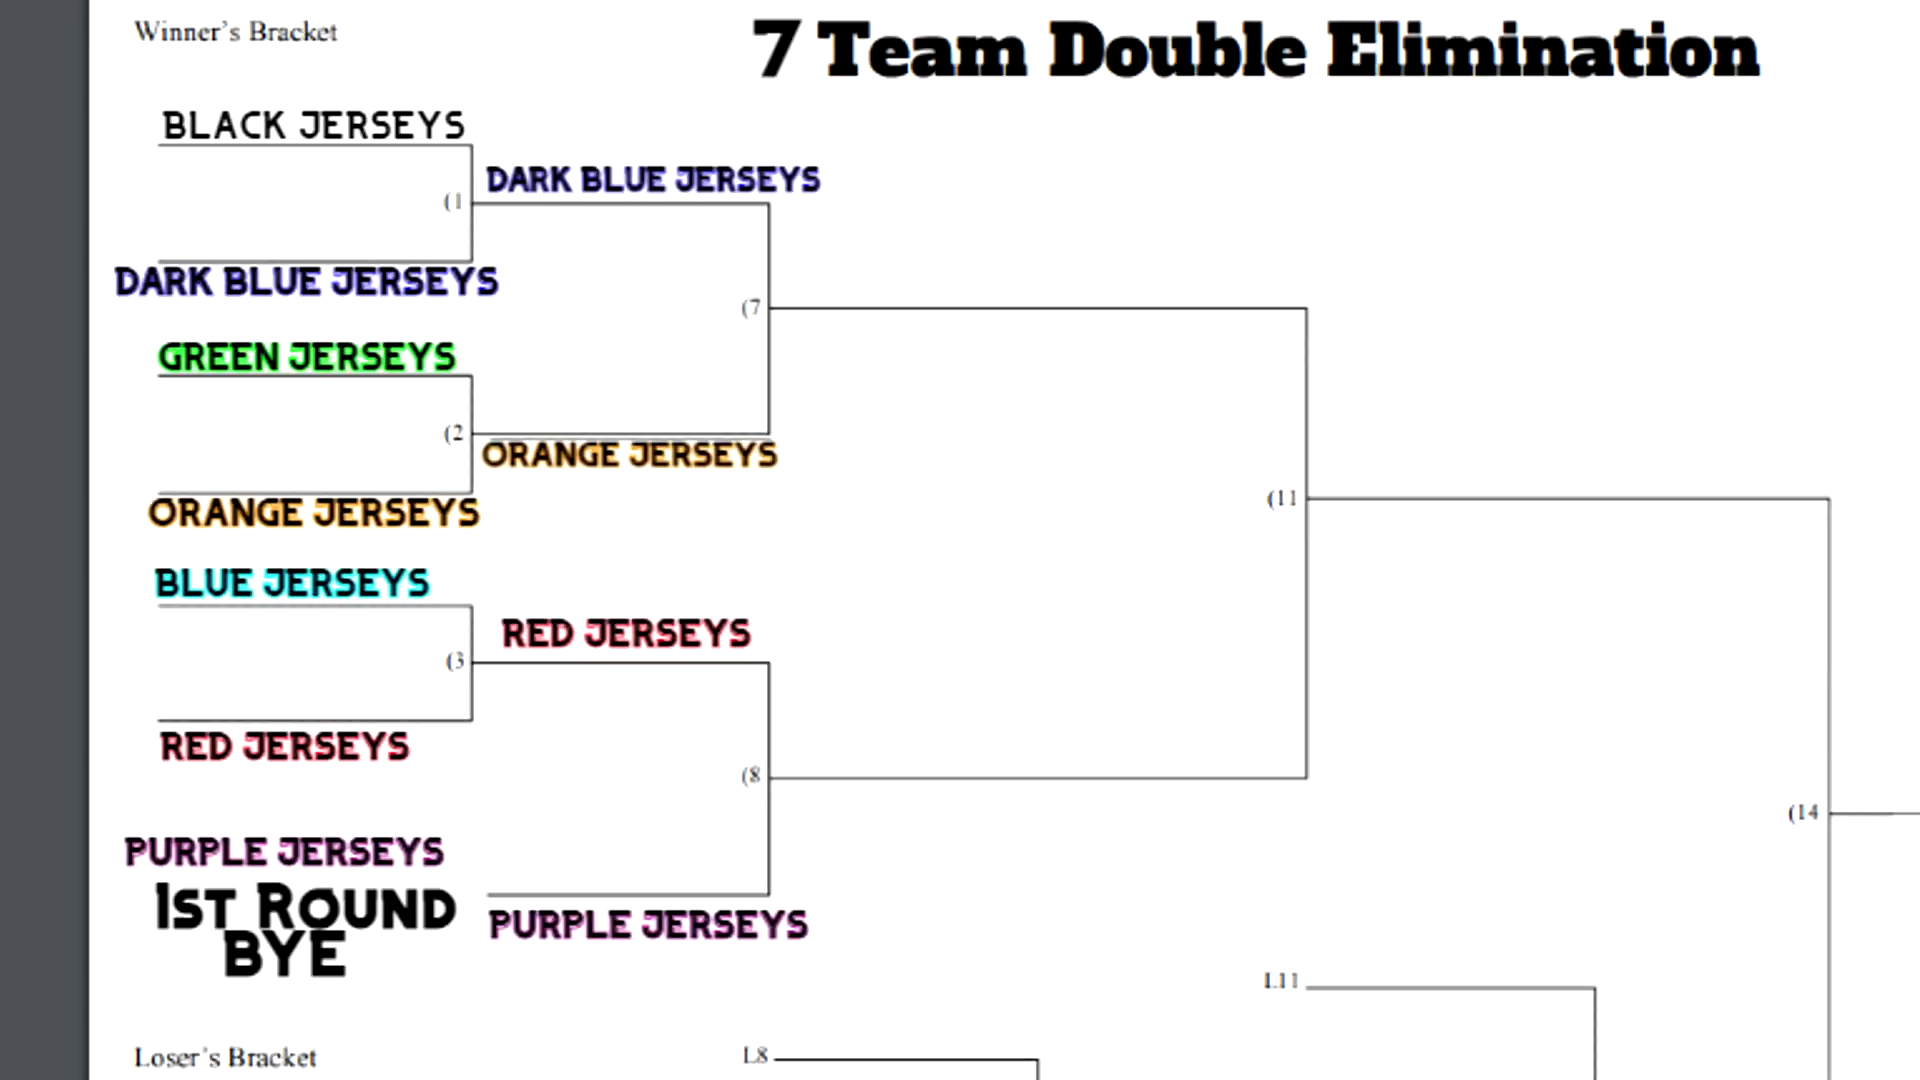 Winner's Bracket
7 Team Double Elimination
BLACK JERSEYS
(1
DARK BLUE JERSEYS
DARK BLUE JERSEYS
(7
GREEN JERSEYS
(2
ORANGE JERSEYS
ORANGE JERSEYS
(11
BLUE JERSEYS
RED JERSEYS
(3
RED JERSEYS
(8
(14
PURPLE JERSEYS
1ST ROUND
BYE
PURPLE JERSEYS
L11
Loser's Bracket
L8